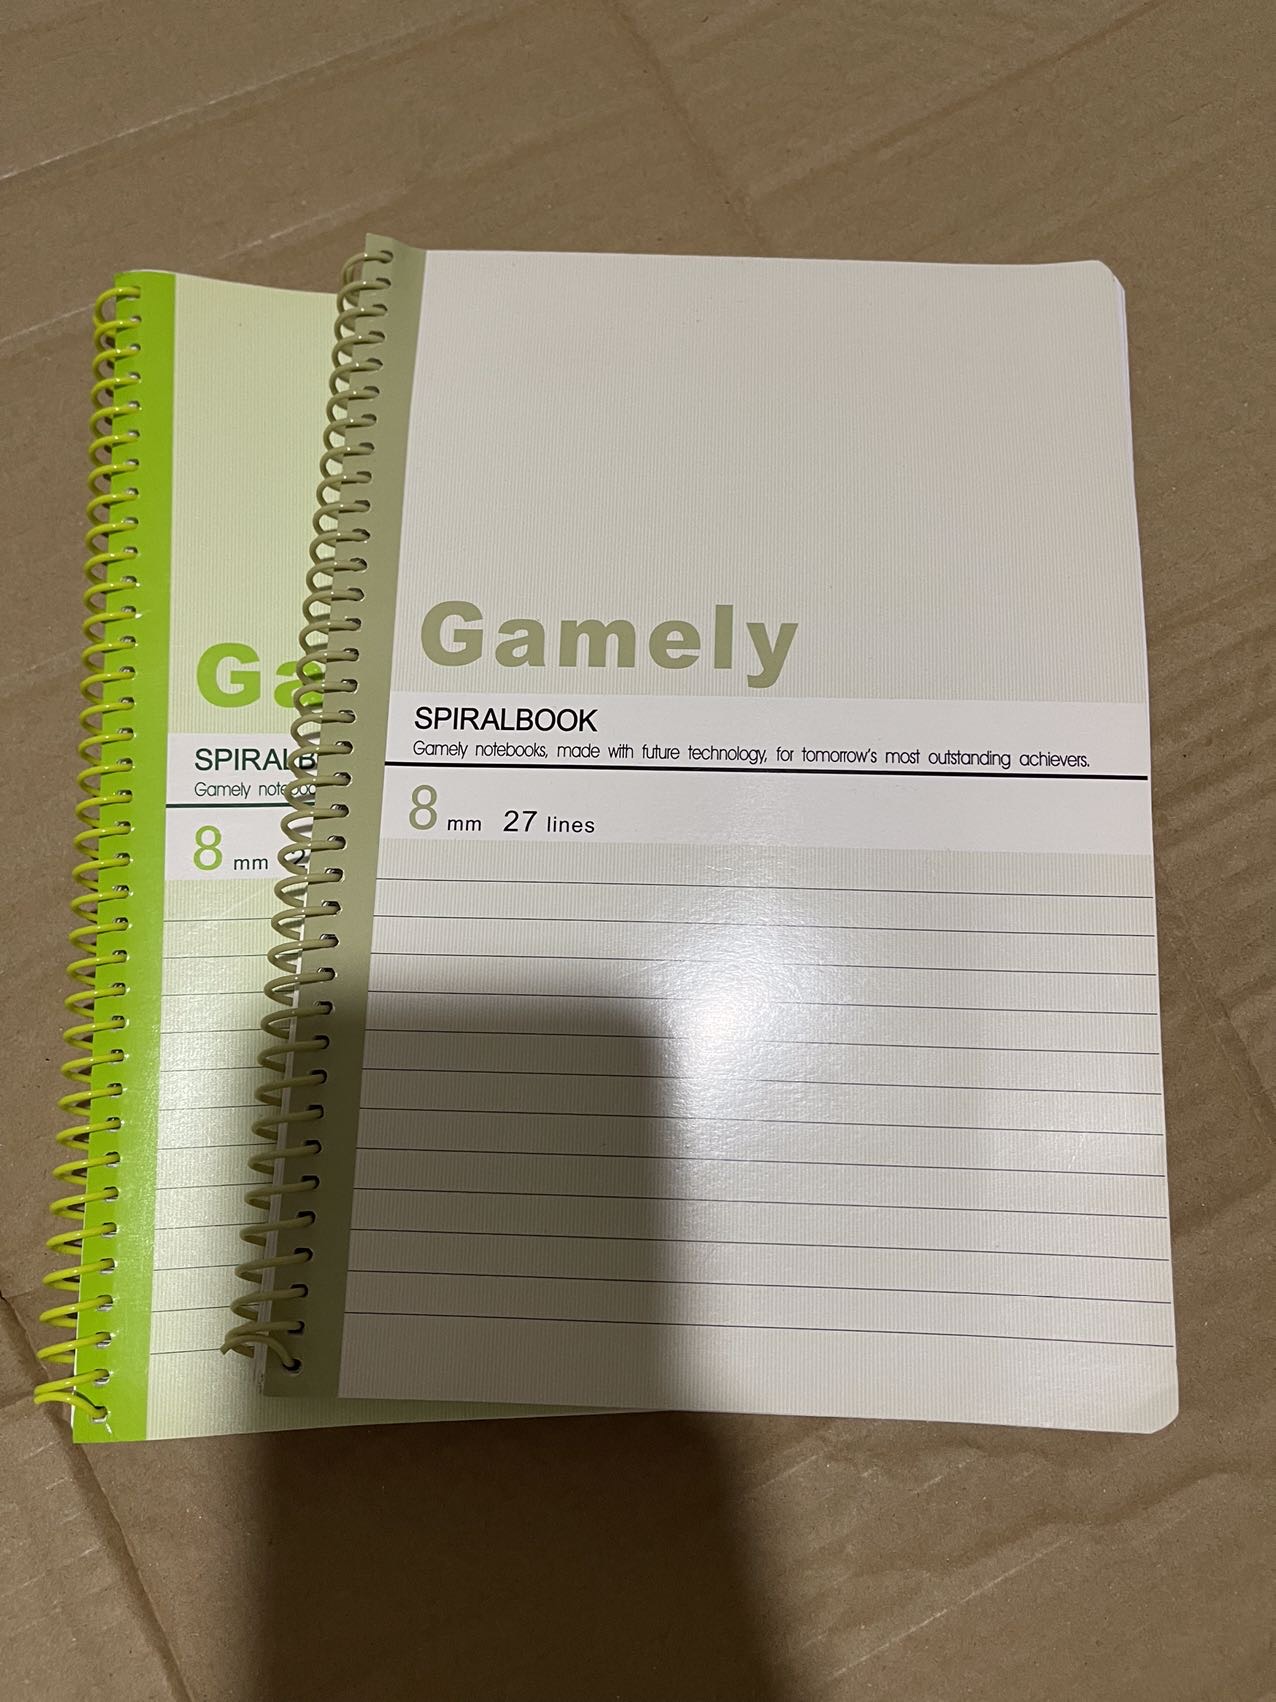 Gamely
SPIRALBOOK
Gamely notebooks, made with future technology, for tomorrow's most outstanding achievers.
8 mm 27 lines
Ga
SPIRALB
Gamely
8 mm 2